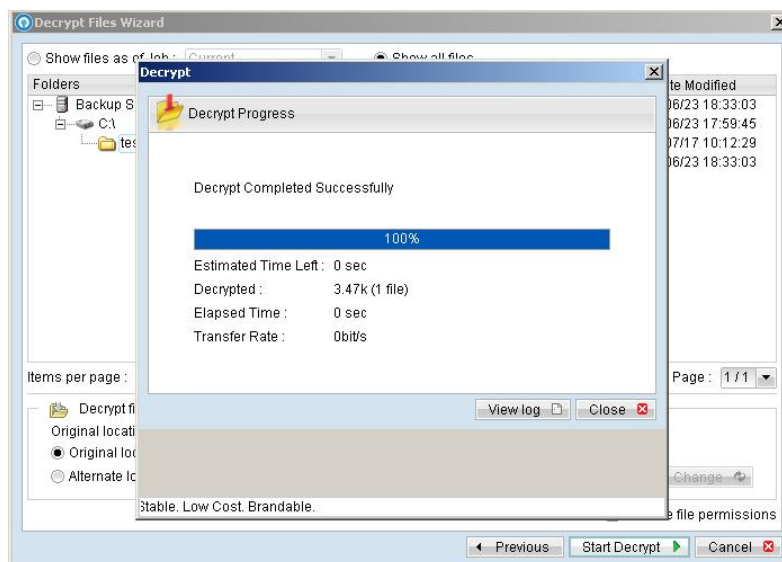 Decrypt Files Wizard
Show files as of Job : Current
Show all files
Folders
te Modified
Backup S
06/23 18:33:03
C:\
06/23 17:59:45
tes
07/17 10:12:29
06/23 18:33:03
Decrypt
Decrypt Progress
Decrypt Completed Successfully
100%
Estimated Time Left : 0 sec
Decrypted : 3.47k (1 file)
Elapsed Time : 0 sec
Transfer Rate : 0bit/s
View log
Close
Items per page :
Page : 1 / 1
Decrypt fi
Original locati
Original loc
Alternate lo
Change
Stable. Low Cost. Brandable.
e file permissions
Previous
Start Decrypt
Cancel